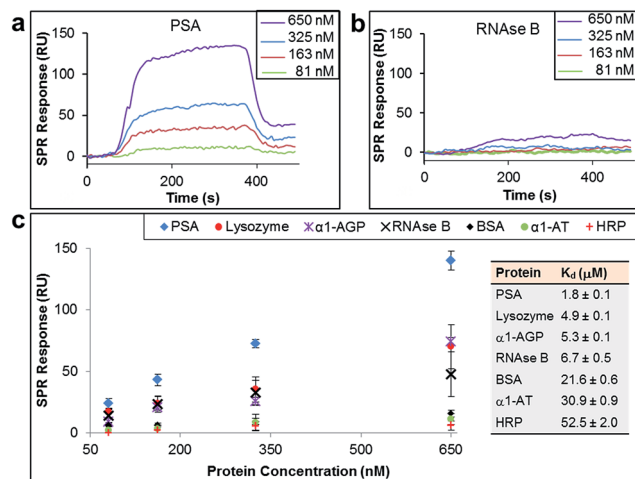 a
PSA
650 nM
325 nM
163 nM
81 nM
SPR Response (RU)
150
100
50
0
0 200 400
Time (s)
b
RNAse B
650 nM
325 nM
163 nM
81 nM
SPR Response (RU)
150
100
50
0
0 200 400
Time (s)
c
PSA Lysozyme α1-AGP RNAse B BSA α1-AT HRP
SPR Response (RU)
150
100
50
0
50 150 250 350 450 550 650
Protein Concentration (nM)
Protein Kd (μM)
PSA 1.8 ± 0.1
Lysozyme 4.9 ± 0.1
α1-AGP 5.3 ± 0.1
RNAse B 6.7 ± 0.5
BSA 21.6 ± 0.6
α1-AT 30.9 ± 0.9
HRP 52.5 ± 2.0